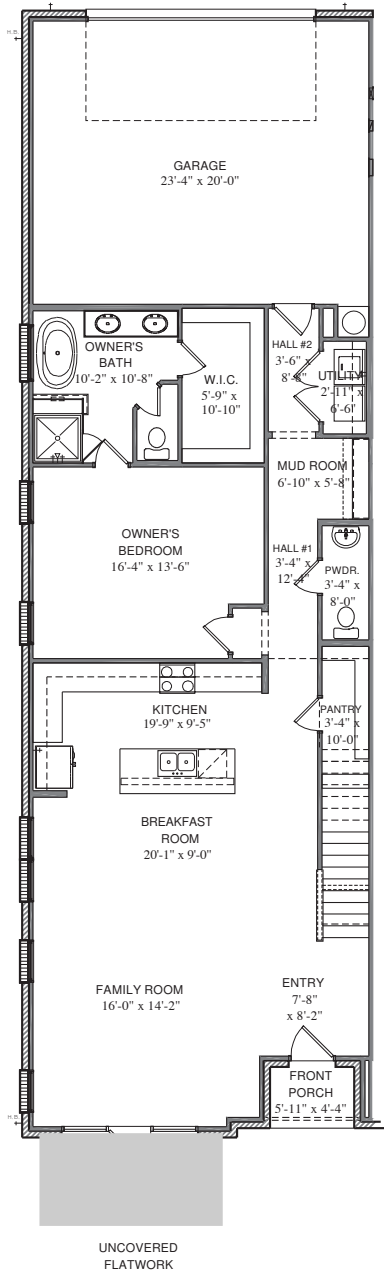 H.B.
GARAGE
23'-4" x 20'-0"
OWNER'S
BATH
10'-2" x 10'-8"
W.I.C.
5'-9" x
10'-10"
HALL #2
3'-6" x
8'-6"
UTILITY
2'-11" x
6'-6"
MUD ROOM
6'-10" x 5'-8"
OWNER'S
BEDROOM
16'-4" x 13'-6"
HALL #1
3'-4" x
12'-4"
PWDR.
3'-4" x
8'-0"
KITCHEN
19'-9" x 9'-5"
PANTRY
3'-4" x
10'-0"
BREAKFAST
ROOM
20'-1" x 9'-0"
FAMILY ROOM
16'-0" x 14'-2"
ENTRY
7'-8"
x 8'-2"
FRONT
PORCH
5'-11" x 4'-4"
H.B.
UNCOVERED
FLATWORK